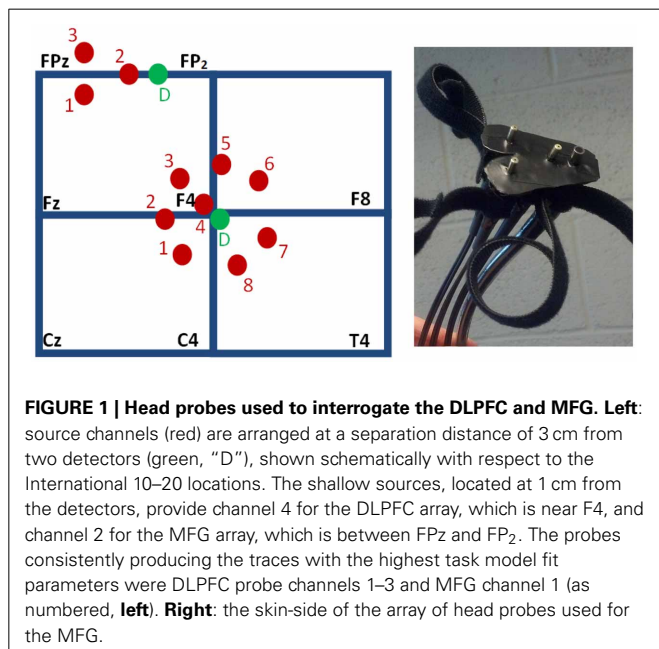 3
FPz 2 FP2
D
1
5
3 6
Fz 2 F4 F8
4 D
1 7
8
Cz C4 T4
FIGURE 1 | Head probes used to interrogate the DLPFC and MFG. Left:
source channels (red) are arranged at a separation distance of 3 cm from
two detectors (green, “D”), shown schematically with respect to the
International 10–20 locations. The shallow sources, located at 1 cm from
the detectors, provide channel 4 for the DLPFC array, which is near F4, and
channel 2 for the MFG array, which is between FPz and FP2. The probes
consistently producing the traces with the highest task model fit
parameters were DLPFC probe channels 1–3 and MFG channel 1 (as
numbered, left). Right: the skin-side of the array of head probes used for
the MFG.